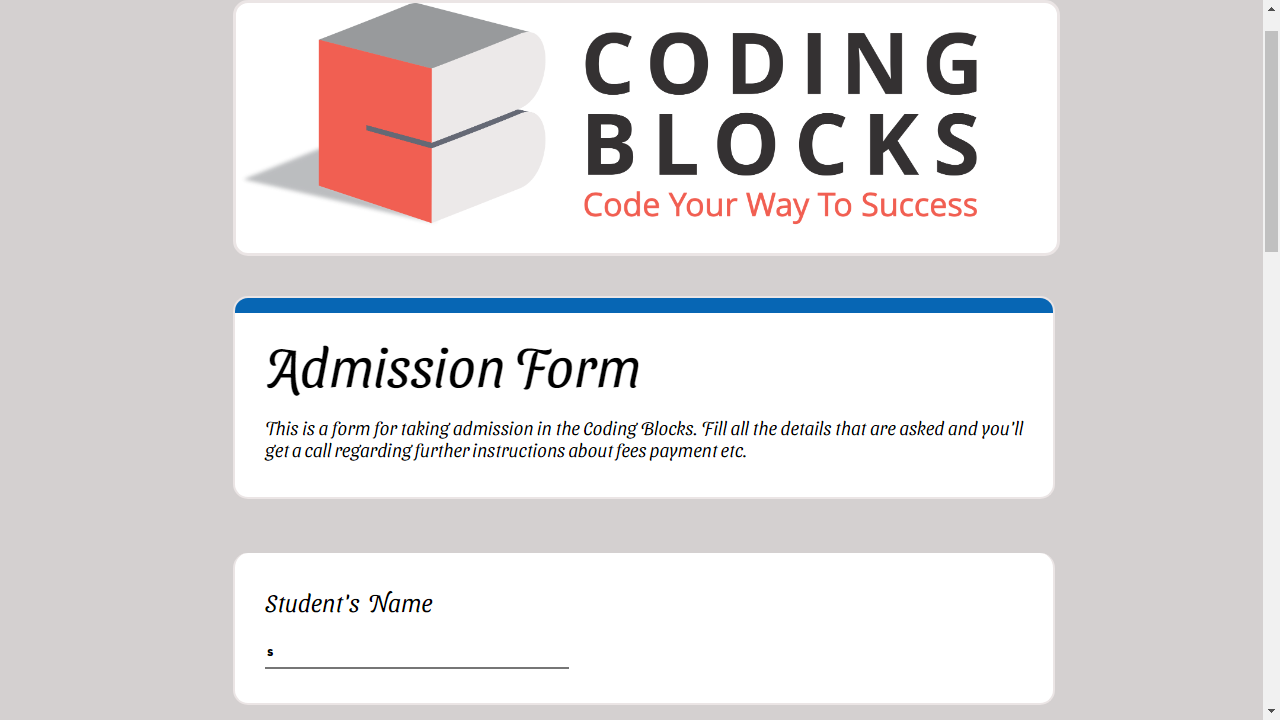 CODING
BLOCKS
Code Your Way To Success
Admission Form
This is a form for taking admission in the Coding Blocks. Fill all the details that are asked and you'll
get a call regarding further instructions about fees payment etc.
Student's Name
s